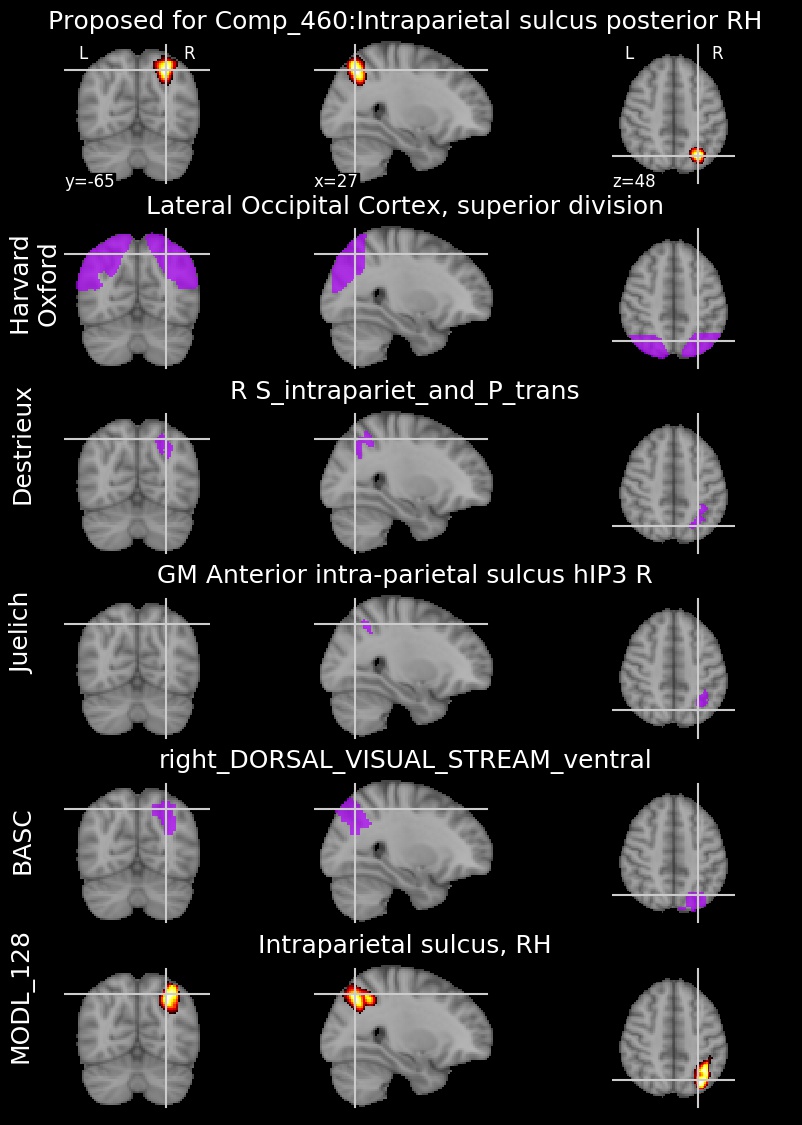 Proposed for Comp_460:Intraparietal sulcus posterior RH
L R L R
y=-65 x=27 z=48
Lateral Occipital Cortex, superior division
Harvard
Oxford
R S_intrapariet_and_P_trans
Destrieux
GM Anterior intra-parietal sulcus hIP3 R
Juelich
right_DORSAL_VISUAL_STREAM_ventral
BASC
Intraparietal sulcus, RH
MODL_128